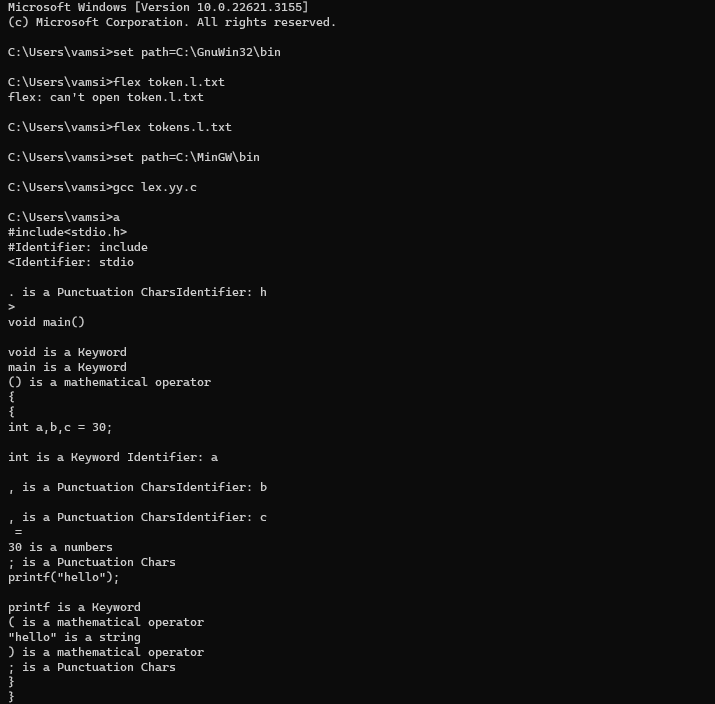 Microsoft Windows [Version 10.0.22621.3155]
(c) Microsoft Corporation. All rights reserved.
C:\Users\vamsi>set path=C:\GnuWin32\bin
C:\Users\vamsi>flex token.l.txt
flex: can't open token.l.txt
C:\Users\vamsi>flex tokens.l.txt
C:\Users\vamsi>set path=C:\MinGW\bin
C:\Users\vamsi>gcc lex.yy.c
C:\Users\vamsi>a
#include<stdio.h>
#Identifier: include
<Identifier: stdio
. is a Punctuation CharsIdentifier: h
>
void main()
void is a Keyword
main is a Keyword
() is a mathematical operator
{
{
int a,b,c = 30;
int is a Keyword Identifier: a
, is a Punctuation CharsIdentifier: b
, is a Punctuation CharsIdentifier: c
 =
30 is a numbers
; is a Punctuation Chars
printf("hello");
printf is a Keyword
( is a mathematical operator
"hello" is a string
) is a mathematical operator
; is a Punctuation Chars
}
}